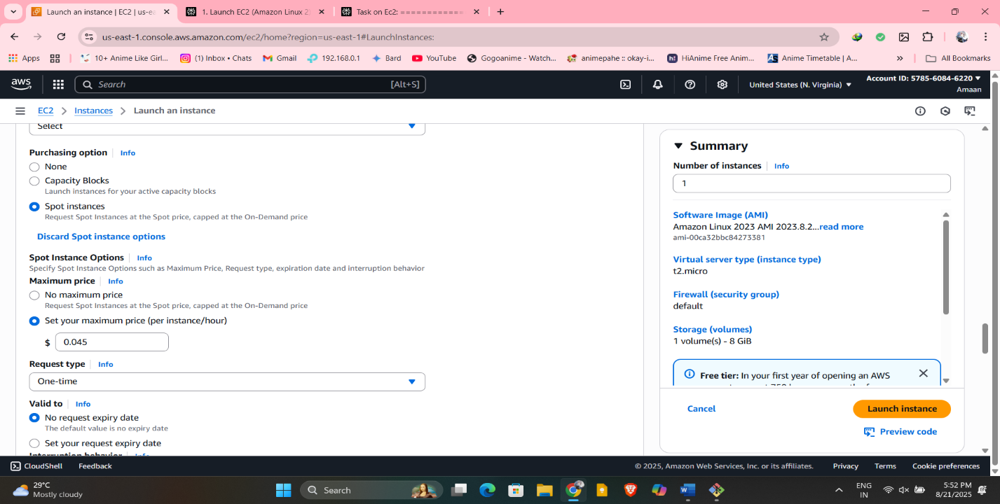 Launch an instance | EC2 | us-ea
1. Launch EC2 (Amazon Linux 2
Task on Ec2: ============
us-east-1.console.aws.amazon.com/ec2/home?region=us-east-1#LaunchInstances:
Apps
10+ Anime Like Girl...
(1) Inbox • Chats
Gmail
192.168.0.1
Bard
YouTube
Gogoanime - Watch...
animepahe :: okay-i...
HiAnime Free Anim...
Anime Timetable | A...
»
All Bookmarks
aws
Search
[Alt+S]
United States (N. Virginia)
Account ID: 5785-6084-6220
Amaan
EC2
Instances
Launch an instance
Select
Purchasing option
Info
None
Capacity Blocks
Launch instances for your active capacity blocks
Spot instances
Request Spot Instances at the Spot price, capped at the On-Demand price
Discard Spot instance options
Spot Instance Options
Info
Specify Spot Instance Options such as Maximum Price, Request type, expiration date and interruption behavior
Maximum price
Info
No maximum price
Request Spot Instances at the Spot price, capped at the On-Demand price
Set your maximum price (per instance/hour)
$ 0.045
Request type
Info
One-time
Valid to
Info
No request expiry date
The default value is no expiry date
Set your request expiry date
Interruption behavior
Info
Summary
Number of instances
Info
1
Software Image (AMI)
Amazon Linux 2023 AMI 2023.8.2...read more
ami-00ca32bbc84273381
Virtual server type (instance type)
t2.micro
Firewall (security group)
default
Storage (volumes)
1 volume(s) - 8 GiB
Free tier: In your first year of opening an AWS
Cancel
Launch instance
Preview code
CloudShell
Feedback
© 2025, Amazon Web Services, Inc. or its affiliates.
Privacy
Terms
Cookie preferences
29°C
Mostly cloudy
Search
ENG
IN
5:52 PM
8/21/2025